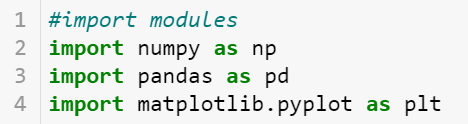 1 #import modules
2 import numpy as np
3 import pandas as pd
4 import matplotlib.pyplot as plt